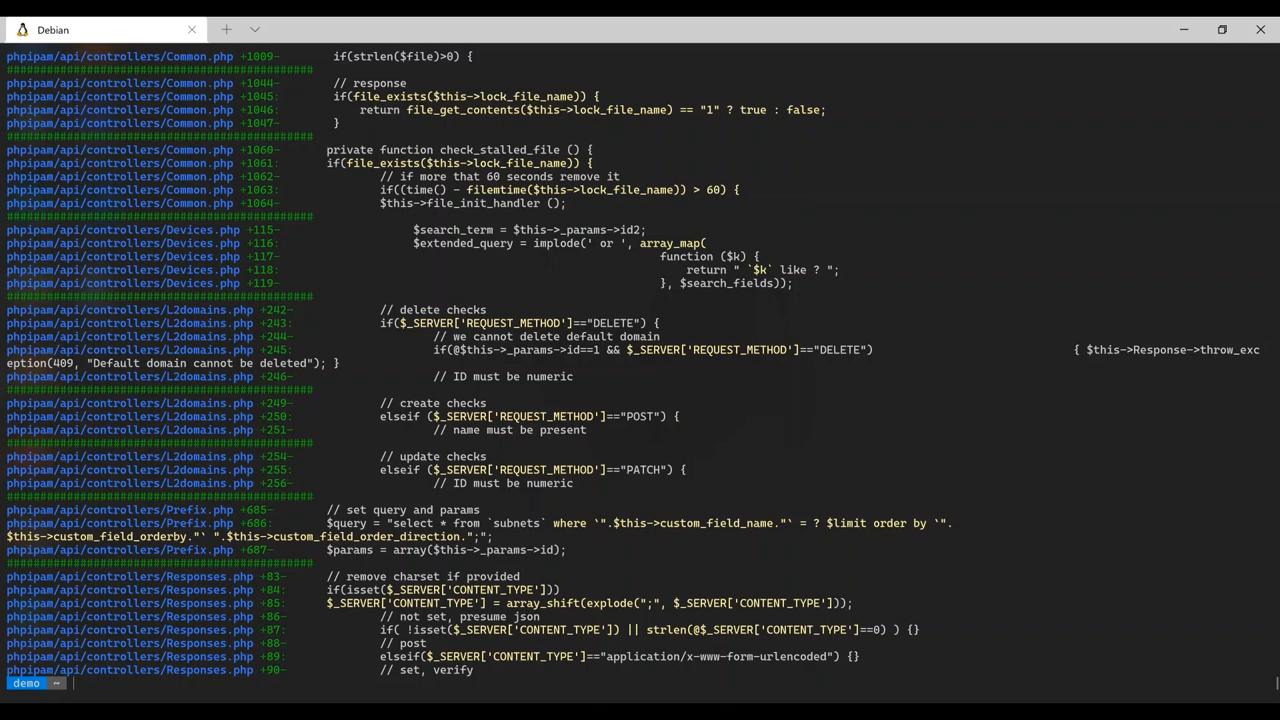 Debian
phpipam/api/controllers/Common.php +1009- if(strlen($file)>0) {
##############################################
phpipam/api/controllers/Common.php +1044- // response
phpipam/api/controllers/Common.php +1045: if(file_exists($this->lock_file_name)) {
phpipam/api/controllers/Common.php +1046: return file_get_contents($this->lock_file_name) == "1" ? true : false;
phpipam/api/controllers/Common.php +1047- }
##############################################
phpipam/api/controllers/Common.php +1060- private function check_stalled_file () {
phpipam/api/controllers/Common.php +1061: if(file_exists($this->lock_file_name)) {
phpipam/api/controllers/Common.php +1062- // if more that 60 seconds remove it
phpipam/api/controllers/Common.php +1063: if((time() - filemtime($this->lock_file_name)) > 60) {
phpipam/api/controllers/Common.php +1064- $this->file_init_handler ();
##############################################
phpipam/api/controllers/Devices.php +115- $search_term = $this->_params->id2;
phpipam/api/controllers/Devices.php +116: $extended_query = implode(' or ', array_map(
phpipam/api/controllers/Devices.php +117: function ($k) {
phpipam/api/controllers/Devices.php +118: return " `$k` like ? ";
phpipam/api/controllers/Devices.php +119- }, $search_fields));
##############################################
phpipam/api/controllers/L2domains.php +242- // delete checks
phpipam/api/controllers/L2domains.php +243: if($_SERVER['REQUEST_METHOD']=="DELETE") {
phpipam/api/controllers/L2domains.php +244- // we cannot delete default domain
phpipam/api/controllers/L2domains.php +245: if(@$this->_params->id==1 && $_SERVER['REQUEST_METHOD']=="DELETE") { $this->Response->throw_exc
eption(409, "Default domain cannot be deleted"); }
phpipam/api/controllers/L2domains.php +246- // ID must be numeric
##############################################
phpipam/api/controllers/L2domains.php +249- // create checks
phpipam/api/controllers/L2domains.php +250: elseif ($_SERVER['REQUEST_METHOD']=="POST") {
phpipam/api/controllers/L2domains.php +251- // name must be present
##############################################
phpipam/api/controllers/L2domains.php +254- // update checks
phpipam/api/controllers/L2domains.php +255: elseif ($_SERVER['REQUEST_METHOD']=="PATCH") {
phpipam/api/controllers/L2domains.php +256- // ID must be numeric
##############################################
phpipam/api/controllers/Prefix.php +685- // set query and params
phpipam/api/controllers/Prefix.php +686: $query = "select * from `subnets` where `".$this->custom_field_name."` = ? $limit order by `".
$this->custom_field_orderby."` ".$this->custom_field_order_direction.";";
phpipam/api/controllers/Prefix.php +687- $params = array($this->_params->id);
##############################################
phpipam/api/controllers/Responses.php +83- // remove charset if provided
phpipam/api/controllers/Responses.php +84: if(isset($_SERVER['CONTENT_TYPE']))
phpipam/api/controllers/Responses.php +85: $_SERVER['CONTENT_TYPE'] = array_shift(explode(";", $_SERVER['CONTENT_TYPE']));
phpipam/api/controllers/Responses.php +86- // not set, presume json
phpipam/api/controllers/Responses.php +87: if( !isset($_SERVER['CONTENT_TYPE']) || strlen(@$_SERVER['CONTENT_TYPE']==0) ) {}
phpipam/api/controllers/Responses.php +88- // post
phpipam/api/controllers/Responses.php +89: elseif($_SERVER['CONTENT_TYPE']=="application/x-www-form-urlencoded") {}
phpipam/api/controllers/Responses.php +90- // set, verify
demo ~